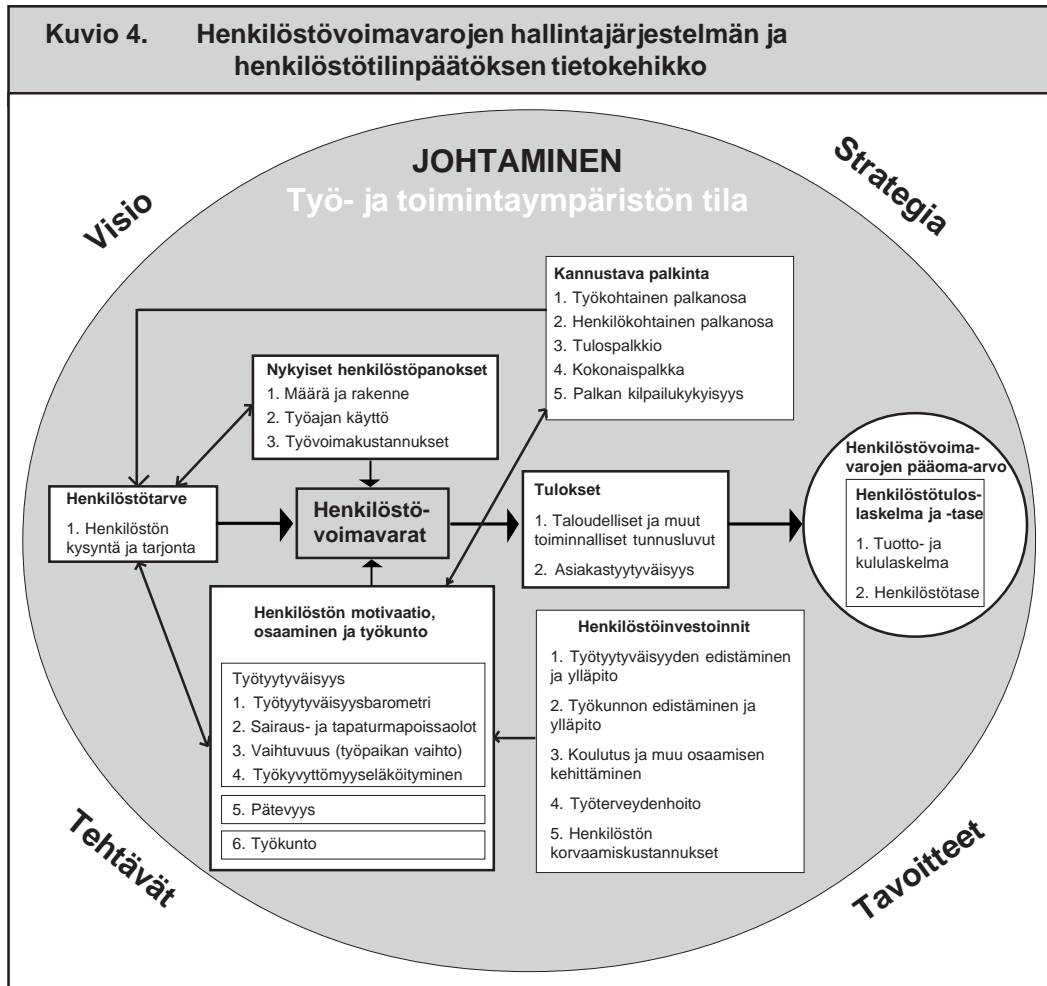 Kuvio 4. Henkilöstövoimavarojen hallintajärjestelmän ja
henkilöstötilinpäätöksen tietokehikko
JOHTAMINEN
Työ- ja toimintaympäristön tila
Visio
Strategia
Kannustava palkinta
1. Työkohtainen palkanosa
2. Henkilökohtainen palkanosa
3. Tulospalkkio
4. Kokonaispalkka
5. Palkan kilpailukykyisyys
Nykyiset henkilöstöpanokset
1. Määrä ja rakenne
2. Työajan käyttö
3. Työvoimakustannukset
Henkilöstötarve
1. Henkilöstön
kysyntä ja tarjonta
Henkilöstö-
voimavarat
Tulokset
1. Taloudelliset ja muut
toiminnalliset tunnusluvut
2. Asiakastyytyväisyys
Henkilöstövoima-
varojen pääoma-arvo
Henkilöstötulos-
laskelma ja -tase
1. Tuotto- ja
kululaskelma
2. Henkilöstötase
Henkilöstön motivaatio,
osaaminen ja työkunto
Työtyytyväisyys
1. Työtyytyväisyysbarometri
2. Sairaus- ja tapaturmapoissaolot
3. Vaihtuvuus (työpaikan vaihto)
4. Työkyvyttömyyseläköityminen
5. Pätevyys
6. Työkunto
Henkilöstöinvestoinnit
1. Työtyytyväisyyden edistäminen
ja ylläpito
2. Työkunnon edistäminen ja
ylläpito
3. Koulutus ja muu osaamisen
kehittäminen
4. Työterveydenhoito
5. Henkilöstön
korvaamiskustannukset
Tehtävät
Tavoitteet